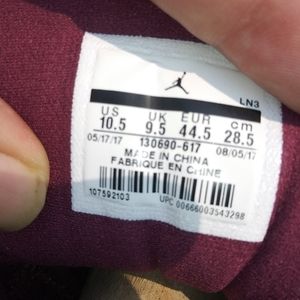 LN3
US UK EUR cm
10.5 9.5 44.5 28.5
05/17/17 08/05/17
130690-617
MADE IN CHINA
FABRIQUE EN CHINE
107592103
UPC 00666003543298